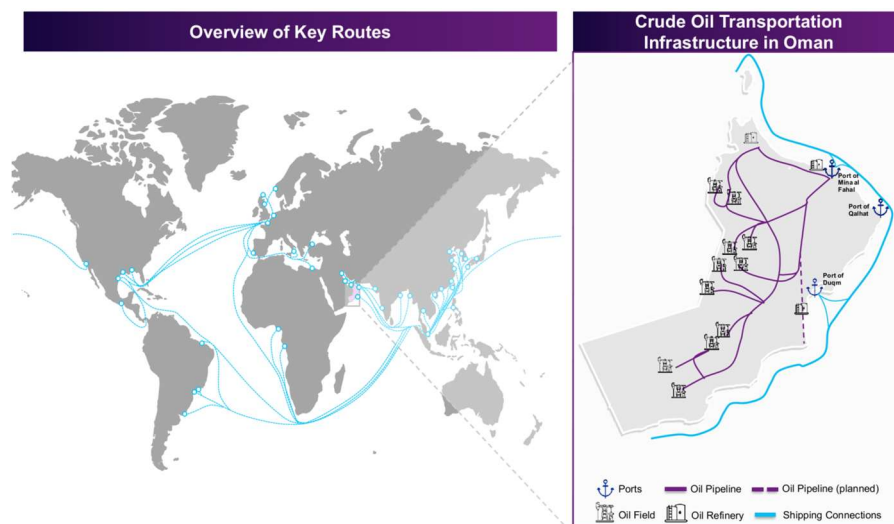 Overview of Key Routes
Crude Oil Transportation
Infrastructure in Oman
Port of
Mina al
Fahal
Port of
Qalhat
Port of
Duqm
Ports
Oil Pipeline
Oil Pipeline (planned)
Oil Field
Oil Refinery
Shipping Connections